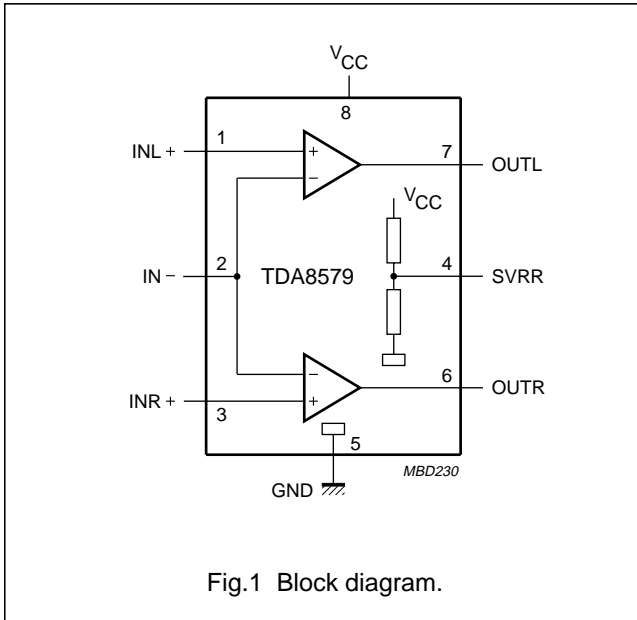 VCC
8
INL +
1
+
−
7
OUTL
VCC
IN −
2
TDA8579
4
SVRR
−
+
6
OUTR
INR +
3
5
MBD230
GND
Fig.1 Block diagram.